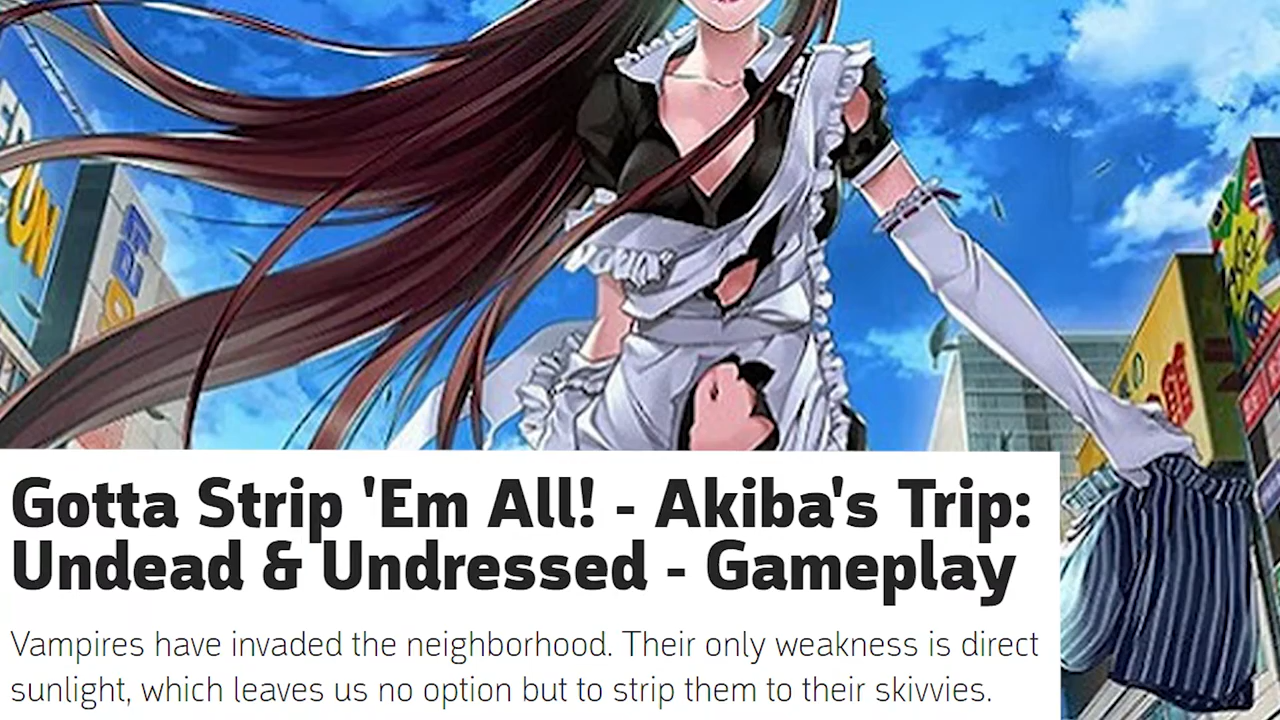 Gotta Strip 'Em All! - Akiba's Trip:
Undead & Undressed - Gameplay
Vampires have invaded the neighborhood. Their only weakness is direct
sunlight, which leaves us no option but to strip them to their skivvies.